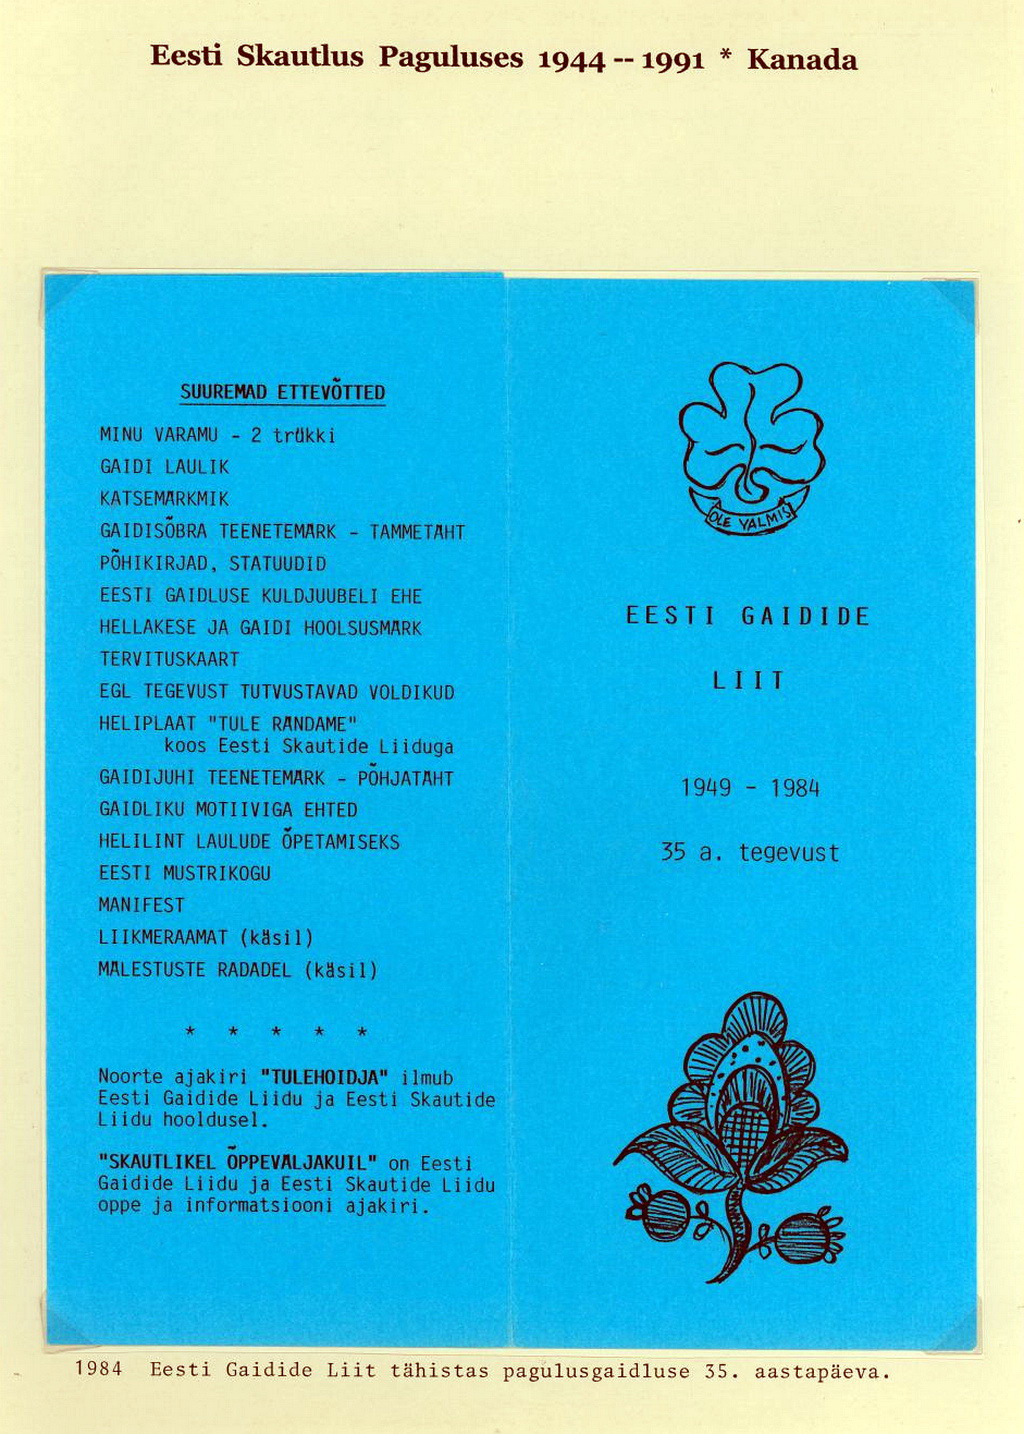 Eesti Skautlus Paguluses 1944 -- 1991 * Kanada
SUUREMAD ETTEVÕTTED
MINU VARAMU - 2 trükki
GAIDI LAULIK
KATSEMÄRKMIK
GAIDISÕBRA TEENETEMÄRK - TAMMETÄHT
PÕHIKIRJAD, STATUUDID
EESTI GAIDLUSE KULDJUUBELI EHE
HELLAKESE JA GAIDI HOOLSUSMÄRK
TERVITUSKAART
EGL TEGEVUST TUTVUSTAVAD VOLDIKUD
HELIPLAAT "TULE RÄNDAME"
koos Eesti Skautide Liiduga
GAIDIJUHI TEENETEMÄRK - PÕHJATÄHT
GAIDLIKU MOTIIVIGA EHTED
HELILINT LAULUDE ÕPETAMISEKS
EESTI MUSTRIKOGU
MANIFEST
LIIKMERAAMAT (käsil)
MÄLESTUSTE RADADEL (käsil)
* * * * *
Noorte ajakiri "TULEHOIDJA" ilmub
Eesti Gaidide Liidu ja Eesti Skautide
Liidu hooldusel.
"SKAUTLIKEL ÕPPEVÄLJAKUIL" on Eesti
Gaidide Liidu ja Eesti Skautide Liidu
oppe ja informatsiooni ajakiri.
OLE VALMIS
EESTI GAIDIDE
LIIT
1949 - 1984
35 a. tegevust
1984 Eesti Gaidide Liit tähistas pagulusgaidluse 35. aastapäeva.